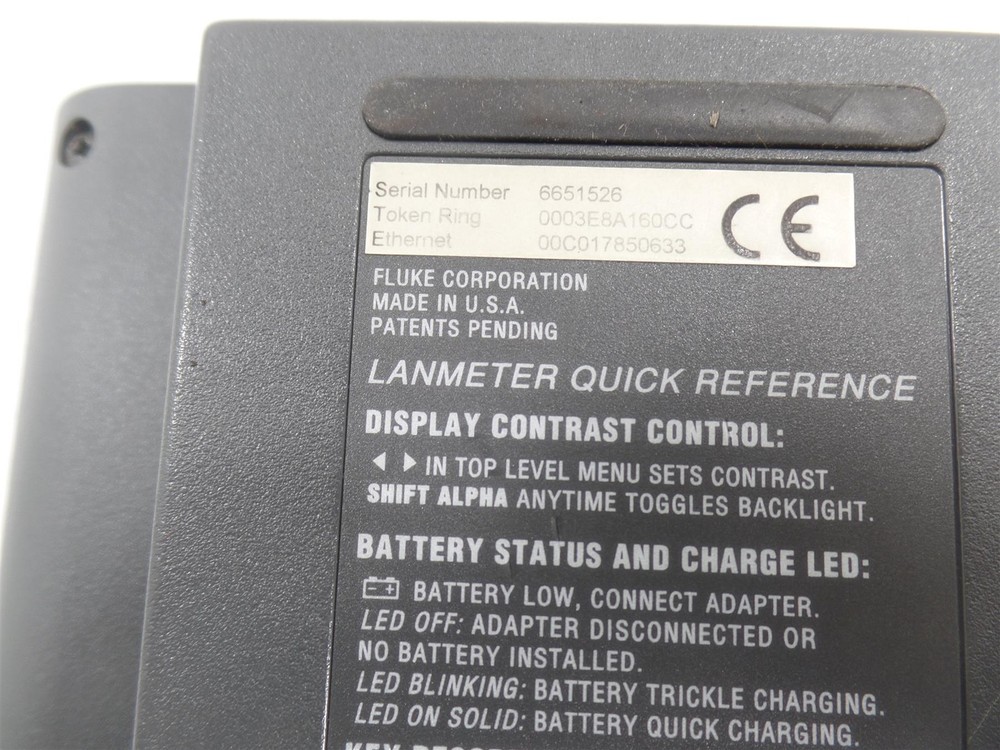 Serial Number 6651526
Token Ring 0003E8A160CC
Ethernet 00C017850633
CE
FLUKE CORPORATION
MADE IN U.S.A.
PATENTS PENDING
LANMETER QUICK REFERENCE
DISPLAY CONTRAST CONTROL:
◀ ▶ IN TOP LEVEL MENU SETS CONTRAST.
SHIFT ALPHA ANYTIME TOGGLES BACKLIGHT.
BATTERY STATUS AND CHARGE LED:
BATTERY LOW, CONNECT ADAPTER.
LED OFF: ADAPTER DISCONNECTED OR
NO BATTERY INSTALLED.
LED BLINKING: BATTERY TRICKLE CHARGING.
LED ON SOLID: BATTERY QUICK CHARGING.